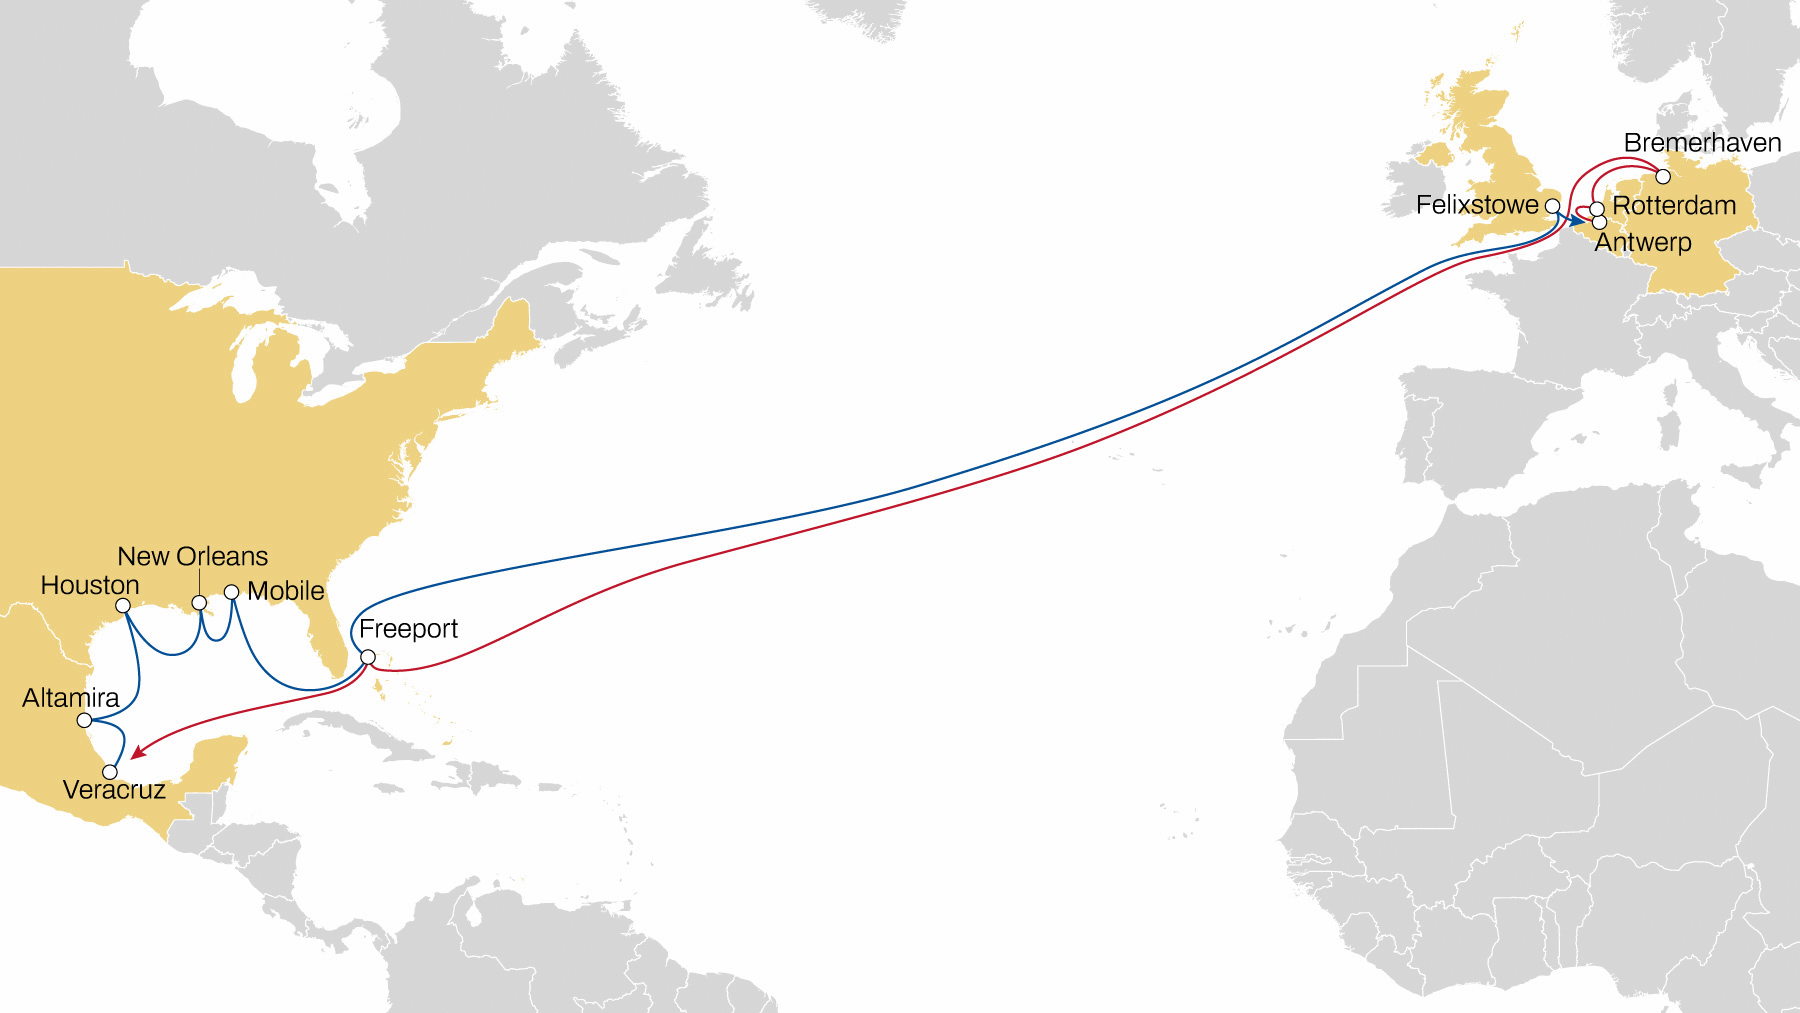 Bremerhaven
Felixstowe
Rotterdam
Antwerp
New Orleans
Houston
Mobile
Freeport
Altamira
Veracruz